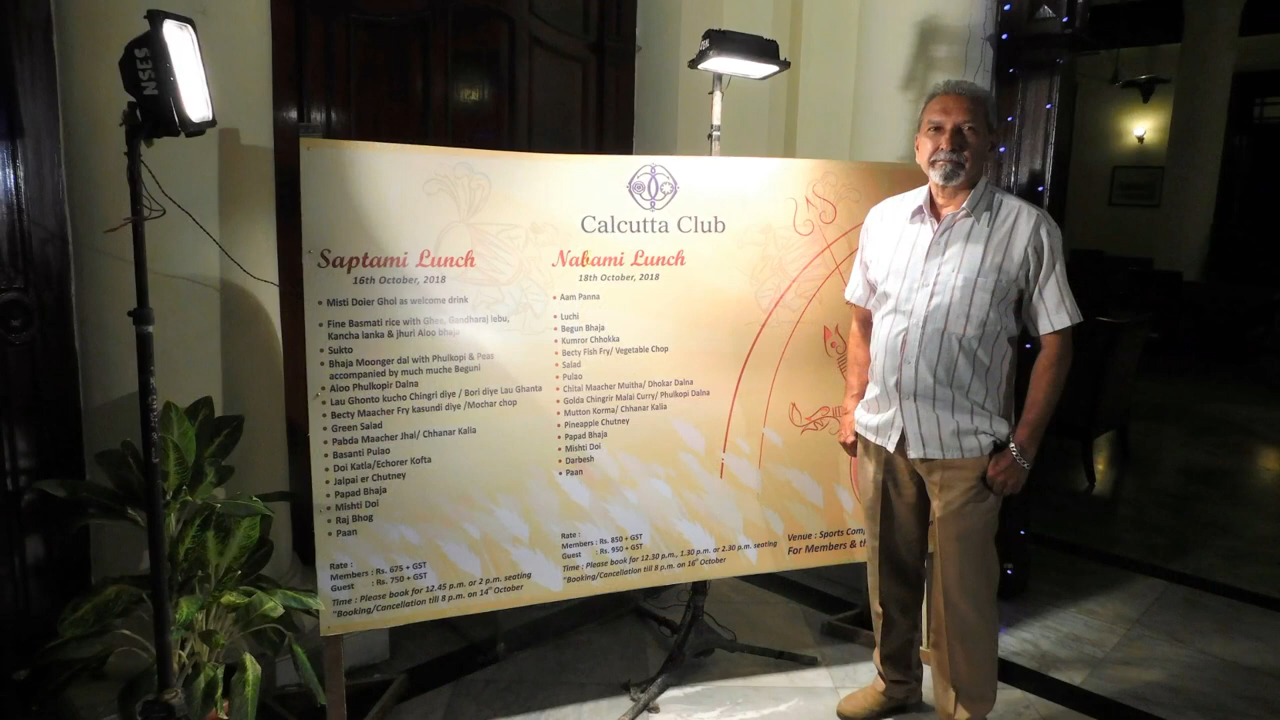 NSES
Calcutta Club
Saptami Lunch
16th October, 2018
Misti Doier Ghol as welcome drink
Fine Basmati rice with Ghee, Gandharaj lebu,
Kancha lanka & jhuri Aloo bhaja
Sukto
Bhaja Moonger dal with Phulkopi & Peas
accompanied by much muche Beguni
Aloo Phulkopir Dalna
Lau Ghonto kucho Chingri diye / Bori diye Lau Ghanta
Becty Maacher Fry kasundi diye /Mochar chop
Green Salad
Pabda Maacher Jhal/ Chhanar Kalia
Basanti Pulao
Doi Katla/Echorer Kofta
Jalpai er Chutney
Papad Bhaja
Mishti Doi
Raj Bhog
Paan
Rate :
Members : Rs. 675 + GST
Guest : Rs. 750 + GST
Time : Please book for 12.45 p.m. or 2 p.m. seating
*Booking/Cancellation till 8 p.m. on 14th October
Nabami Lunch
18th October, 2018
Aam Panna
Luchi
Begun Bhaja
Kumror Chhokka
Becty Fish Fry/ Vegetable Chop
Salad
Pulao
Chital Maacher Muitha/ Dhokar Dalna
Golda Chingrir Malai Curry/ Phulkopi Dalna
Mutton Korma/ Chhanar Kalia
Pineapple Chutney
Papad Bhaja
Mishti Doi
Darbesh
Paan
Rate :
Members : Rs. 850 + GST
Guest : Rs. 950 + GST
Time : Please book for 12.30 p.m., 1.30 p.m. or 2.30 p.m. seating
*Booking/Cancellation till 8 p.m. on 16th October
Venue : Sports
For Members &